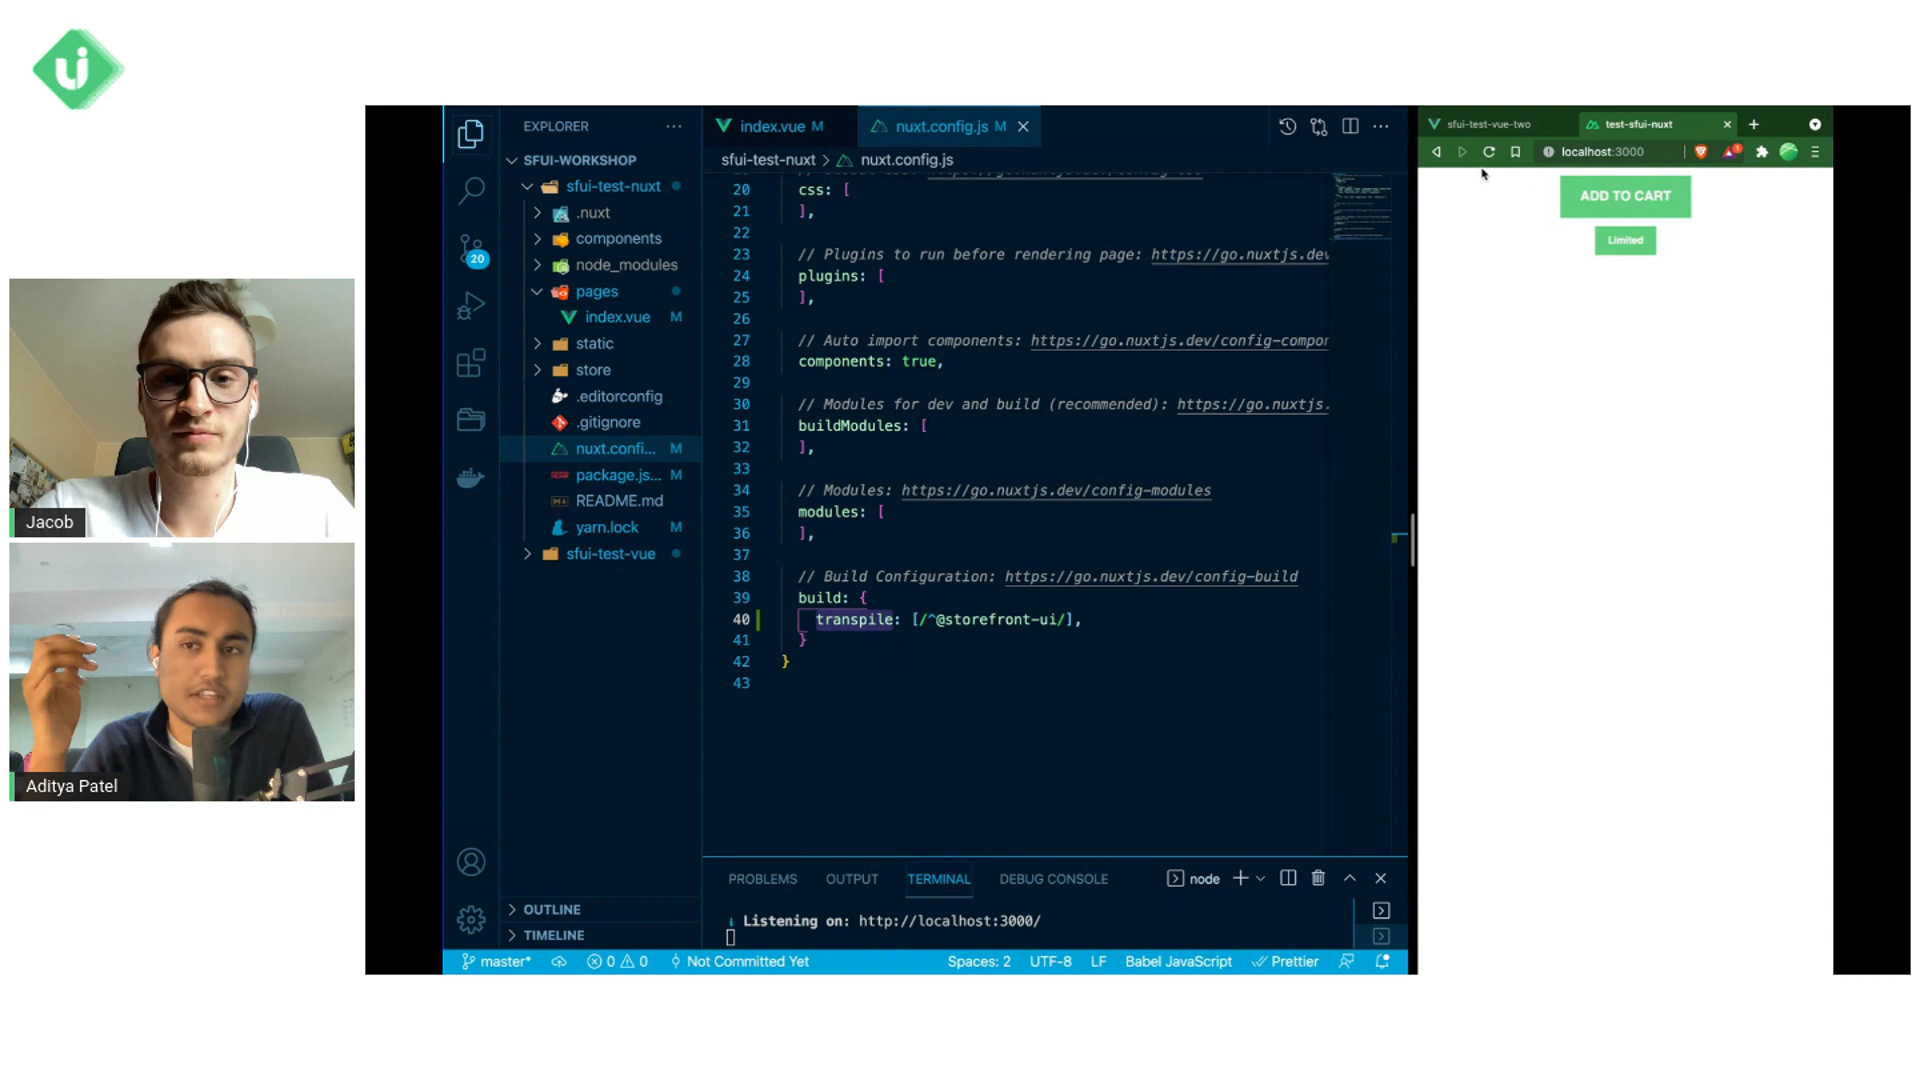 ui
Jacob
Aditya Patel
EXPLORER
SFUI-WORKSHOP
sfui-test-nuxt
.nuxt
components
node_modules
pages
index.vue M
static
store
.editorconfig
.gitignore
nuxt.confi... M
package.js... M
README.md
yarn.lock M
sfui-test-vue
OUTLINE
TIMELINE
20
index.vue M
nuxt.config.js M
sfui-test-nuxt > nuxt.config.js
20 css: [
21 ],
22
23 // Plugins to run before rendering page: https://go.nuxtjs.dev
24 plugins: [
25 ],
26
27 // Auto import components: https://go.nuxtjs.dev/config-compon
28 components: true,
29
30 // Modules for dev and build (recommended): https://go.nuxtjs.
31 buildModules: [
32 ],
33
34 // Modules: https://go.nuxtjs.dev/config-modules
35 modules: [
36 ],
37
38 // Build Configuration: https://go.nuxtjs.dev/config-build
39 build: {
40 transpile: [/^@storefront-ui/],
41 }
42 }
43
PROBLEMS OUTPUT TERMINAL DEBUG CONSOLE node
Listening on: http://localhost:3000/
master* 0 0 Not Committed Yet Spaces: 2 UTF-8 LF Babel JavaScript Prettier
sfui-test-vue-two test-sfui-nuxt
localhost:3000
ADD TO CART
Limited